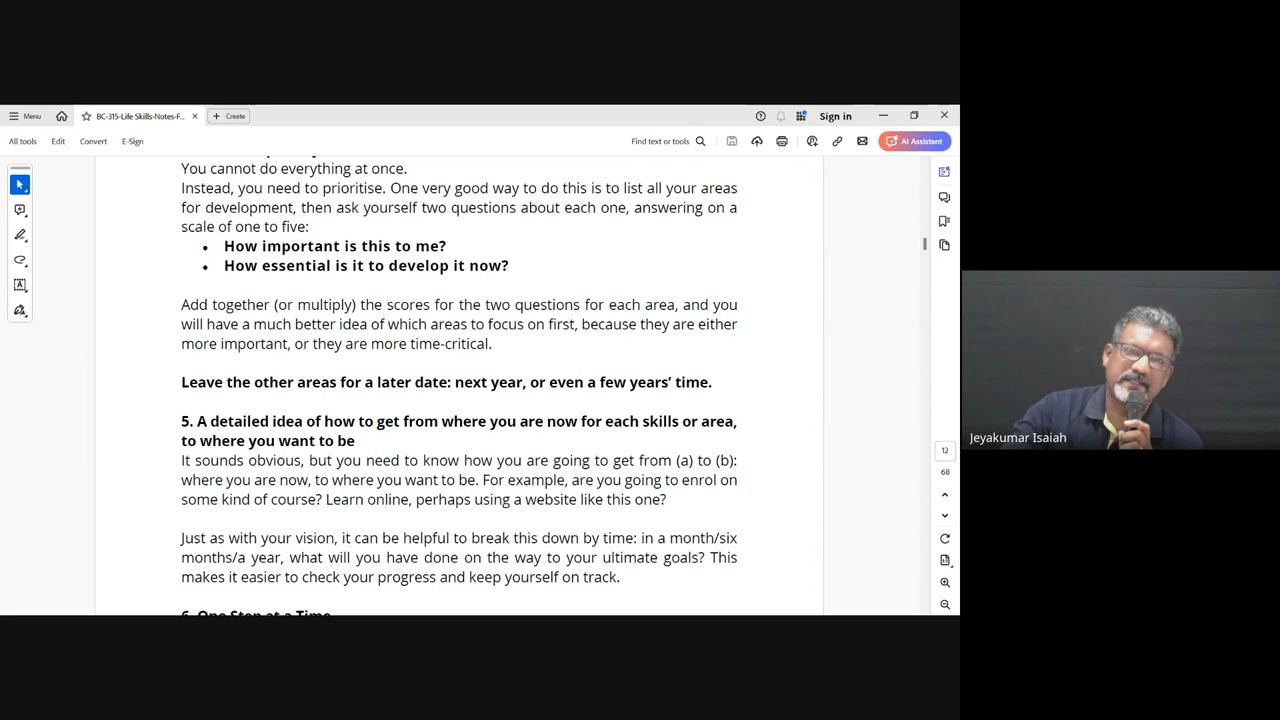 Menu
BC-315-Life Skills-Notes-F...
Create
Sign in
All tools
Edit
Convert
E-Sign
Find text or tools
AI Assistant
You cannot do everything at once.
Instead, you need to prioritise. One very good way to do this is to list all your areas
for development, then ask yourself two questions about each one, answering on a
scale of one to five:
• How important is this to me?
• How essential is it to develop it now?
Add together (or multiply) the scores for the two questions for each area, and you
will have a much better idea of which areas to focus on first, because they are either
more important, or they are more time-critical.
Leave the other areas for a later date: next year, or even a few years’ time.
5. A detailed idea of how to get from where you are now for each skills or area,
to where you want to be
It sounds obvious, but you need to know how you are going to get from (a) to (b):
where you are now, to where you want to be. For example, are you going to enrol on
some kind of course? Learn online, perhaps using a website like this one?
Just as with your vision, it can be helpful to break this down by time: in a month/six
months/a year, what will you have done on the way to your ultimate goals? This
makes it easier to check your progress and keep yourself on track.
6. One Step at a Time
12
68
Jeyakumar Isaiah